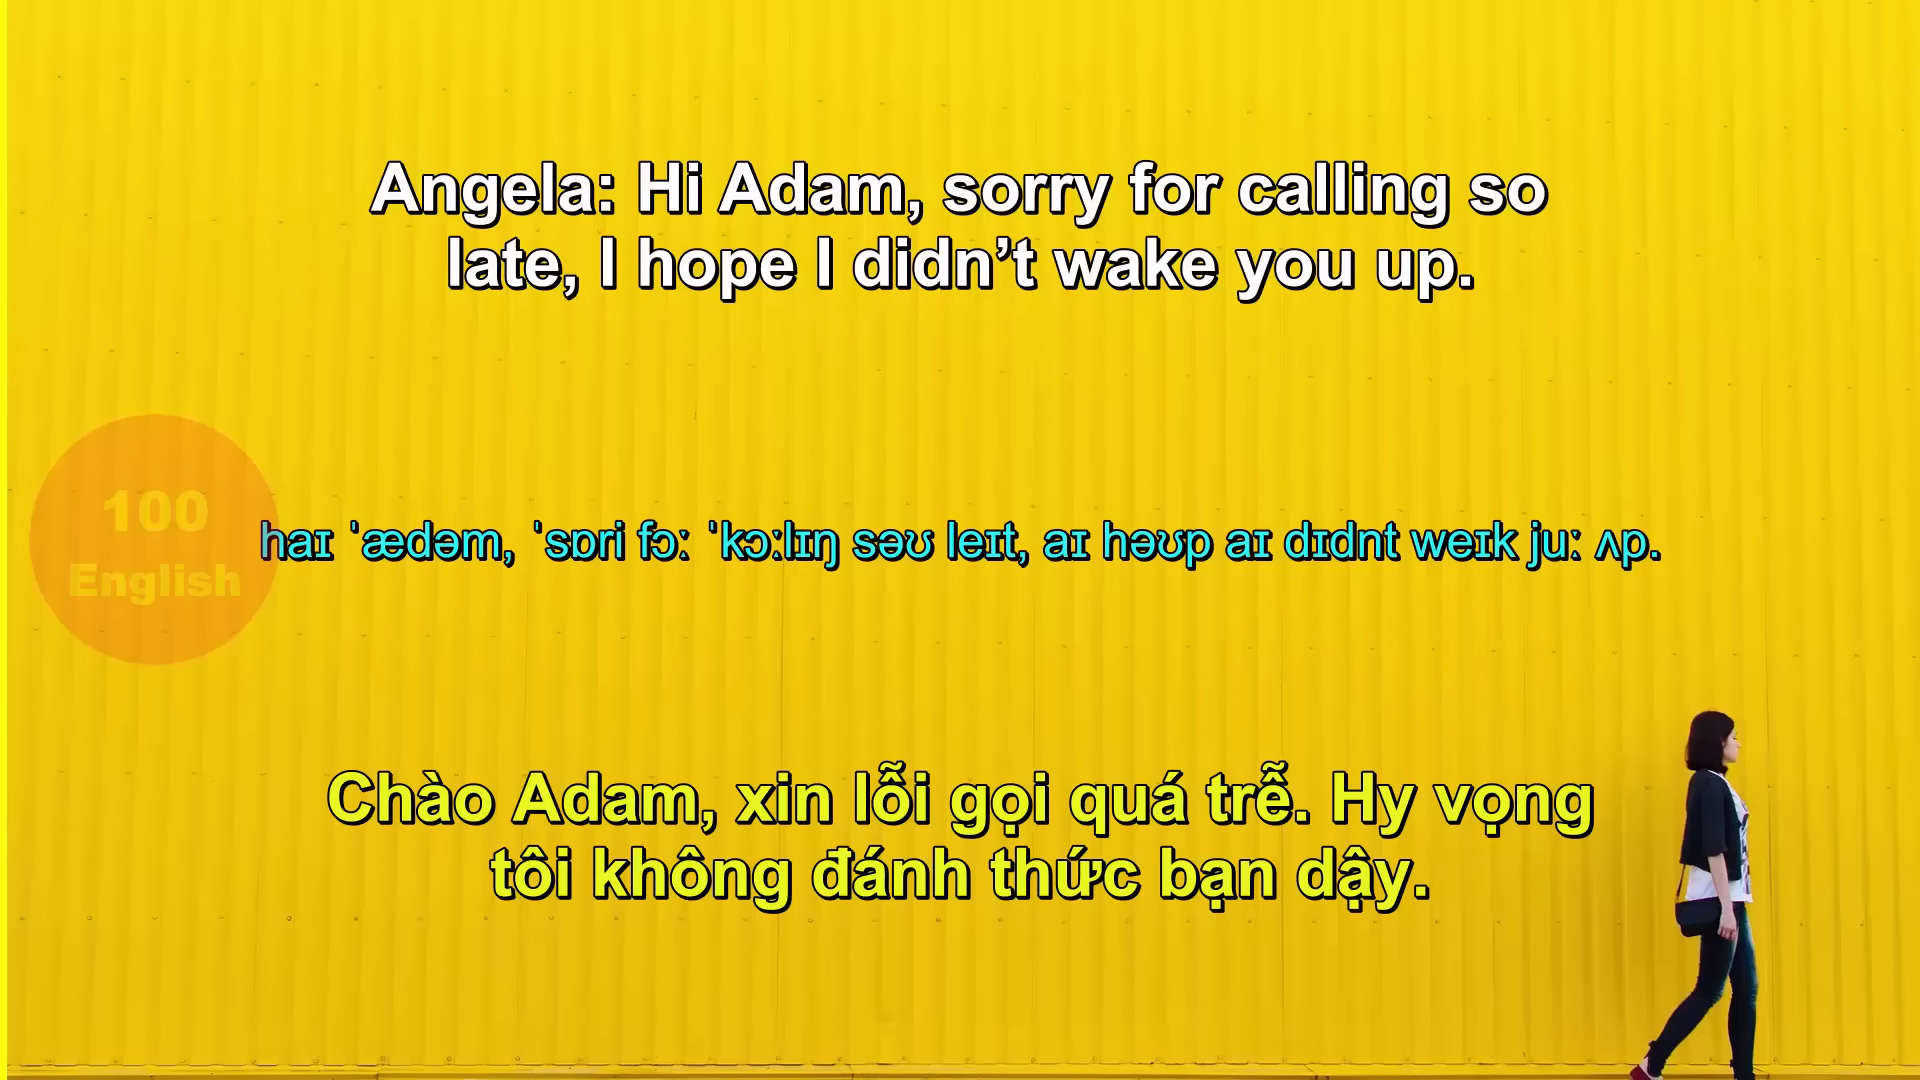 Angela: Hi Adam, sorry for calling so
late, I hope I didn’t wake you up.
100
English
haɪ ˈædəm, ˈsɒri fɔː ˈkɔːlɪŋ səʊ leɪt, aɪ həʊp aɪ dɪdnt weɪk juː ʌp.
Chào Adam, xin lỗi gọi quá trễ. Hy vọng
tôi không đánh thức bạn dậy.